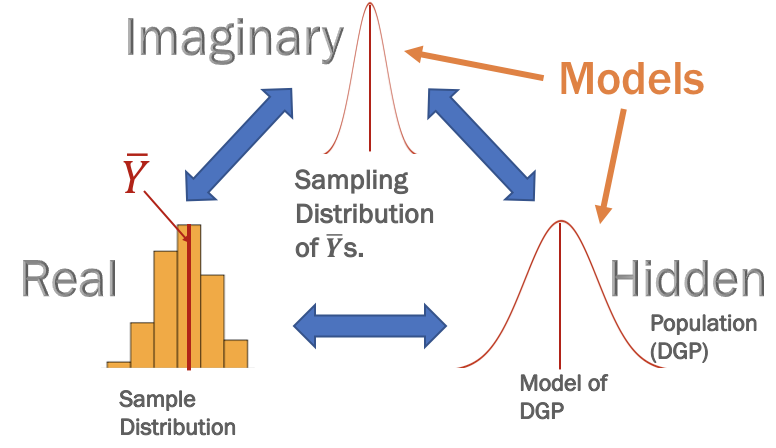 Imaginary
Models
Ȳ
Sampling
Distribution
of Ȳs.
Real
Hidden
Population
(DGP)
Model of
DGP
Sample
Distribution